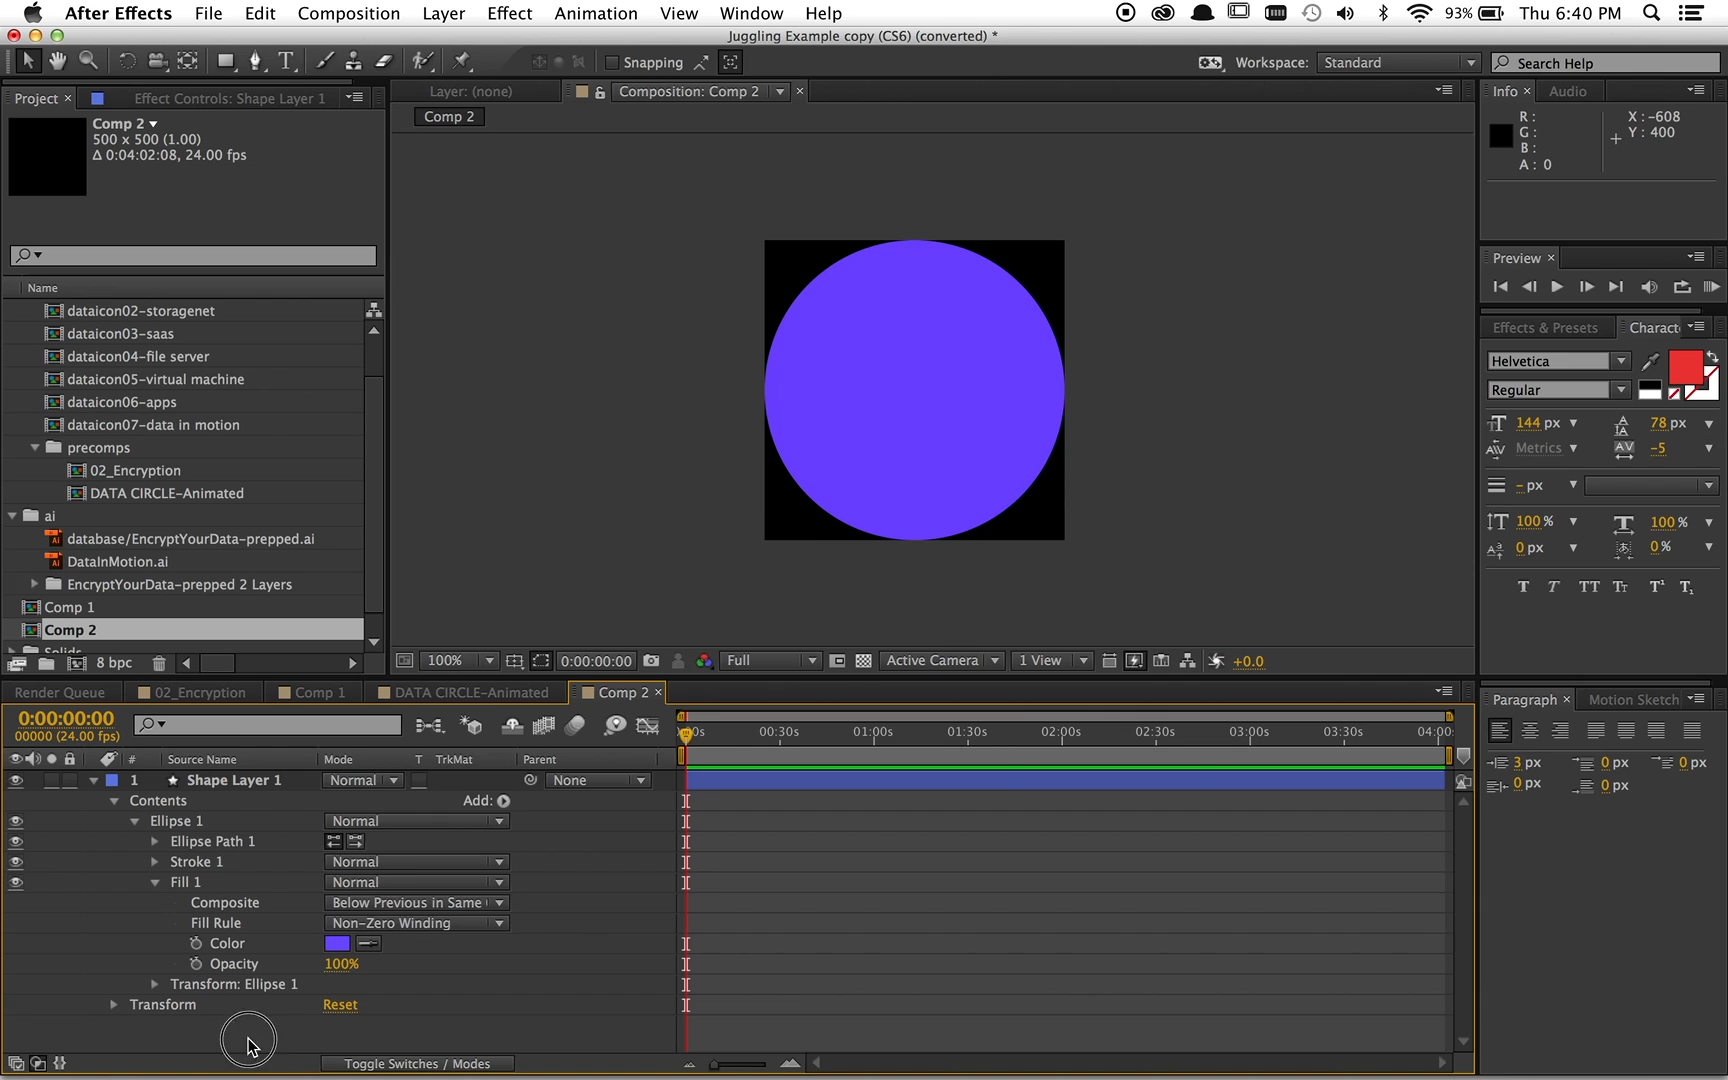 After Effects File Edit Composition Layer Effect Animation View Window Help 93% Thu 6:40 PM
Juggling Example copy (CS6) (converted) *
T Snapping Workspace: Standard Search Help
Project × Effect Controls: Shape Layer 1 Layer: (none) Composition: Comp 2 × Info × Audio
Comp 2
500 x 500 (1.00)
Δ 0:04:02:08, 24.00 fps
Comp 2
R :
G :
B :
A : 0
X : -608
Y : 400
Preview ×
Name
dataicon02-storagenet
dataicon03-saas
dataicon04-file server
dataicon05-virtual machine
dataicon06-apps
dataicon07-data in motion
precomps
02_Encryption
DATA CIRCLE-Animated
ai
database/EncryptYourData-prepped.ai
DataInMotion.ai
EncryptYourData-prepped 2 Layers
Comp 1
Comp 2
Solids
8 bpc
Effects & Presets Charact
Helvetica
Regular
144 px 78 px
Metrics -5
- px
100 % 100 %
0 px 0 %
T T TT Tt T¹ T₁
100% 0:00:00:00 Full Active Camera 1 View +0.0
Render Queue 02_Encryption Comp 1 DATA CIRCLE-Animated Comp 2 ×
0:00:00:00
00000 (24.00 fps)
00s 00:30s 01:00s 01:30s 02:00s 02:30s 03:00s 03:30s 04:00
# Source Name Mode T TrkMat Parent
1 Shape Layer 1 Normal None
Contents Add:
Ellipse 1 Normal
Ellipse Path 1
Stroke 1 Normal
Fill 1 Normal
Composite Below Previous in Same
Fill Rule Non-Zero Winding
Color
Opacity 100%
Transform: Ellipse 1
Transform Reset
Toggle Switches / Modes
Paragraph × Motion Sketch
3 px 0 px 0 px
0 px 0 px